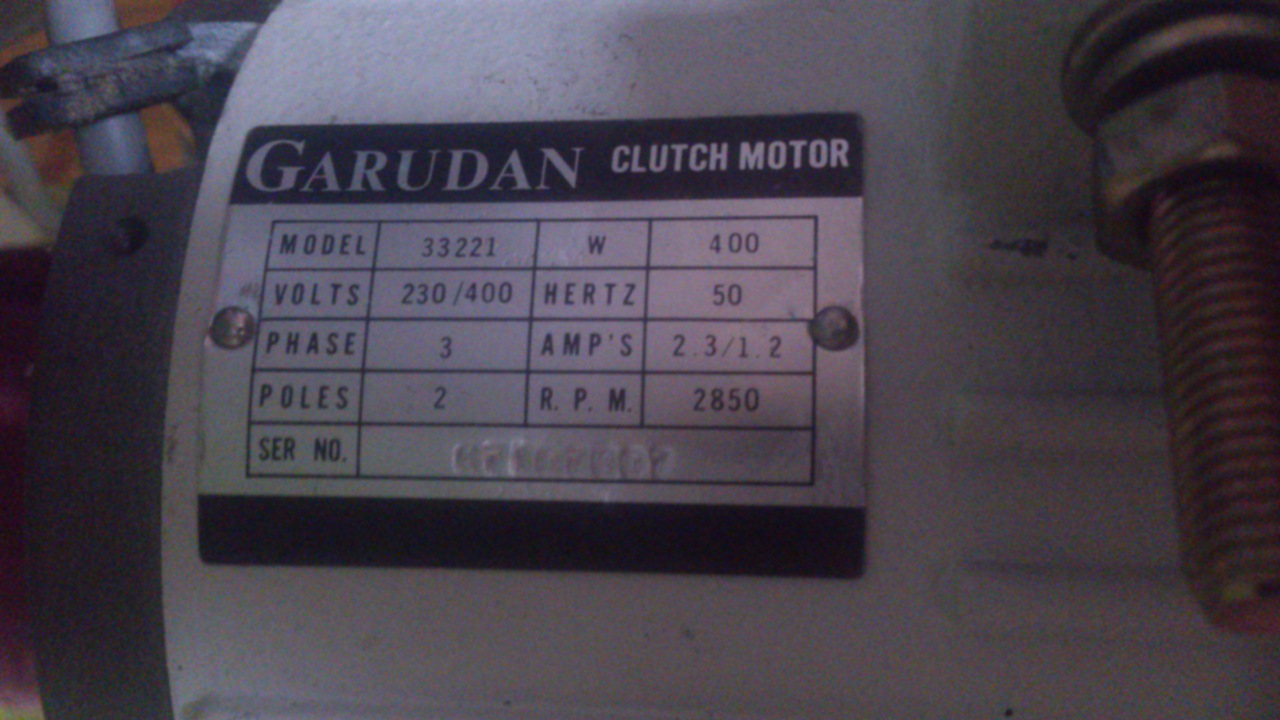 GARUDAN CLUTCH MOTOR
MODEL 33221 W 400
VOLTS 230/400 HERTZ 50
PHASE 3 AMP'S 2.3/1.2
POLES 2 R. P. M. 2850
SER NO.